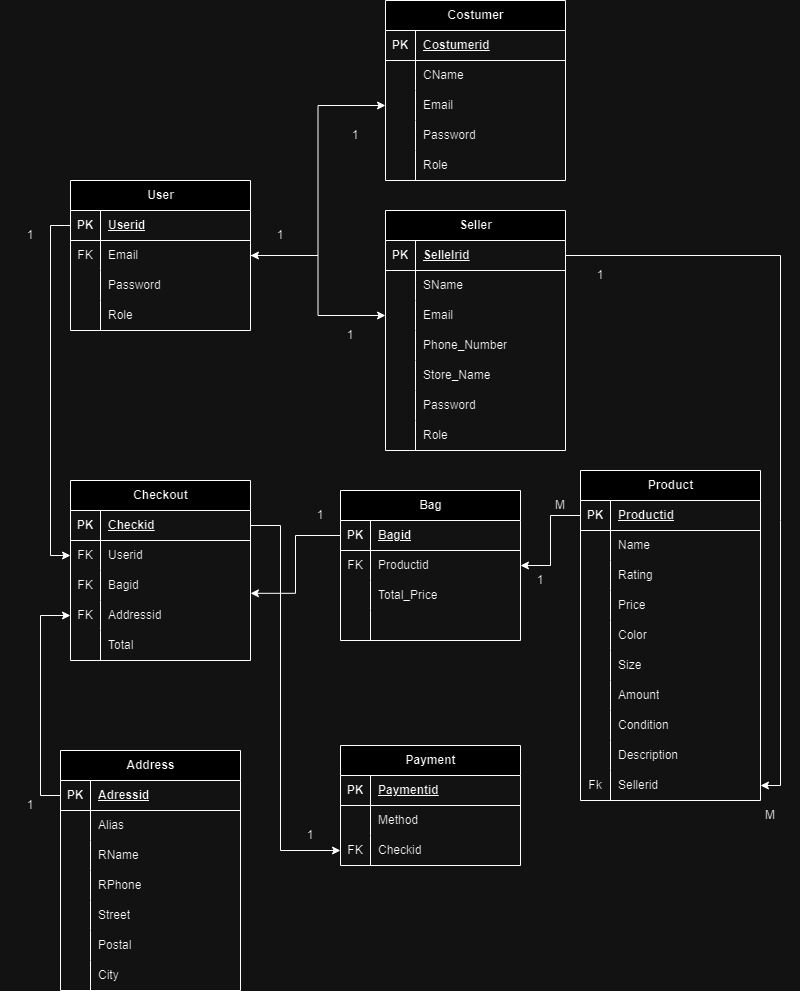 Costumer
PK Costumerid
CName
Email
Password
Role
1
User
PK Userid
FK Email
Password
Role
1
1
1
Seller
PK Sellelrid
SName
Email
Phone_Number
Store_Name
Password
Role
1
Checkout
PK Checkid
FK Userid
FK Bagid
FK Addressid
Total
1
Bag
PK Bagid
FK Productid
Total_Price
M
1
Product
PK Productid
Name
Rating
Price
Color
Size
Amount
Condition
Description
Fk Sellerid
M
Address
PK Adressid
Alias
RName
RPhone
Street
Postal
City
1
Payment
PK Paymentid
Method
FK Checkid
1